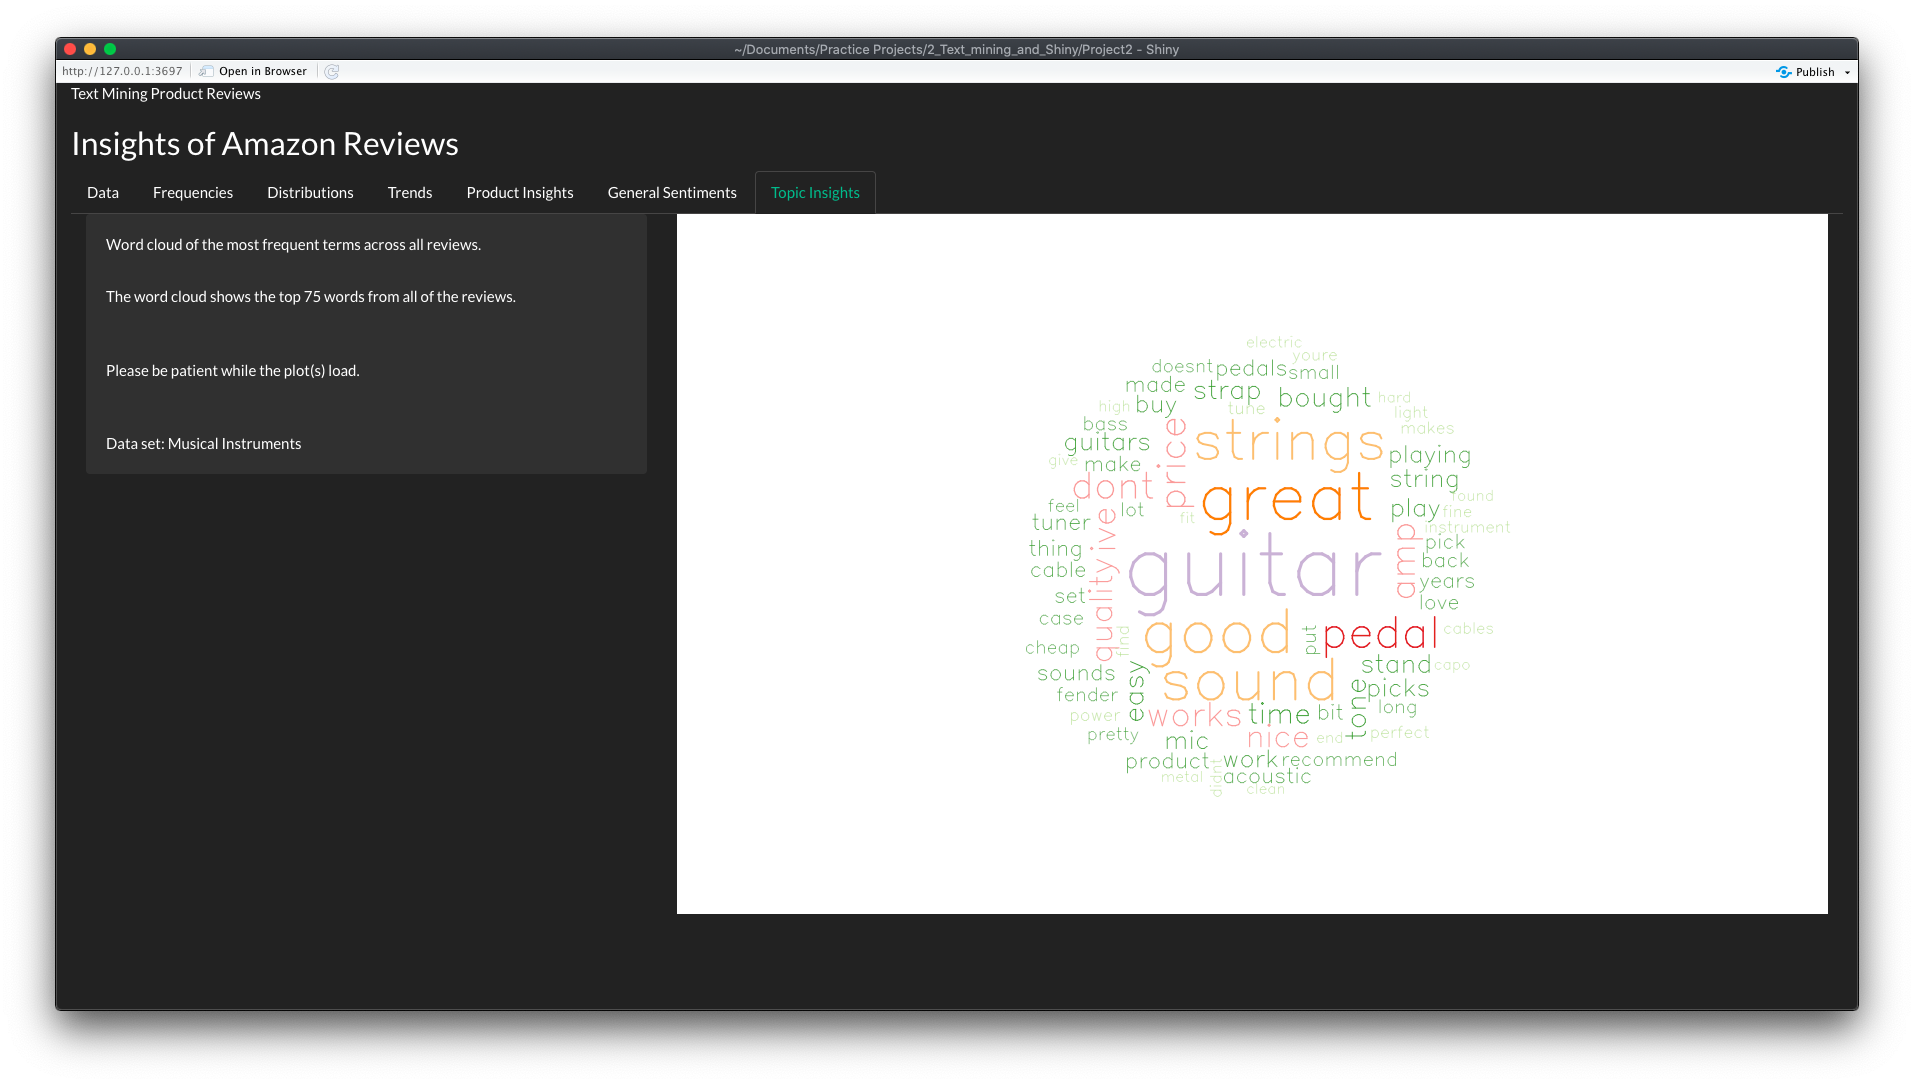 ~/Documents/Practice Projects/2_Text_mining_and_Shiny/Project2 - Shiny
http://127.0.0.1:3697 Open in Browser Publish
Text Mining Product Reviews
Insights of Amazon Reviews
Data Frequencies Distributions Trends Product Insights General Sentiments Topic Insights
Word cloud of the most frequent terms across all reviews.
The word cloud shows the top 75 words from all of the reviews.
Please be patient while the plot(s) load.
Data set: Musical Instruments
electric
youre
doesnt pedals small
made strap bought hard
high buy tune light
bass price strings makes
guitars playing
give make string
dont great found
feel lot fit play fine
tuner ive instrument
thing amp pick
cable quality guitar back
set years
case love
cheap find good put pedal cables
sounds easy sound stand capo
fender tone picks
power works time bit long
pretty mic nice end perfect
product work recommend
metal didnt acoustic
clean